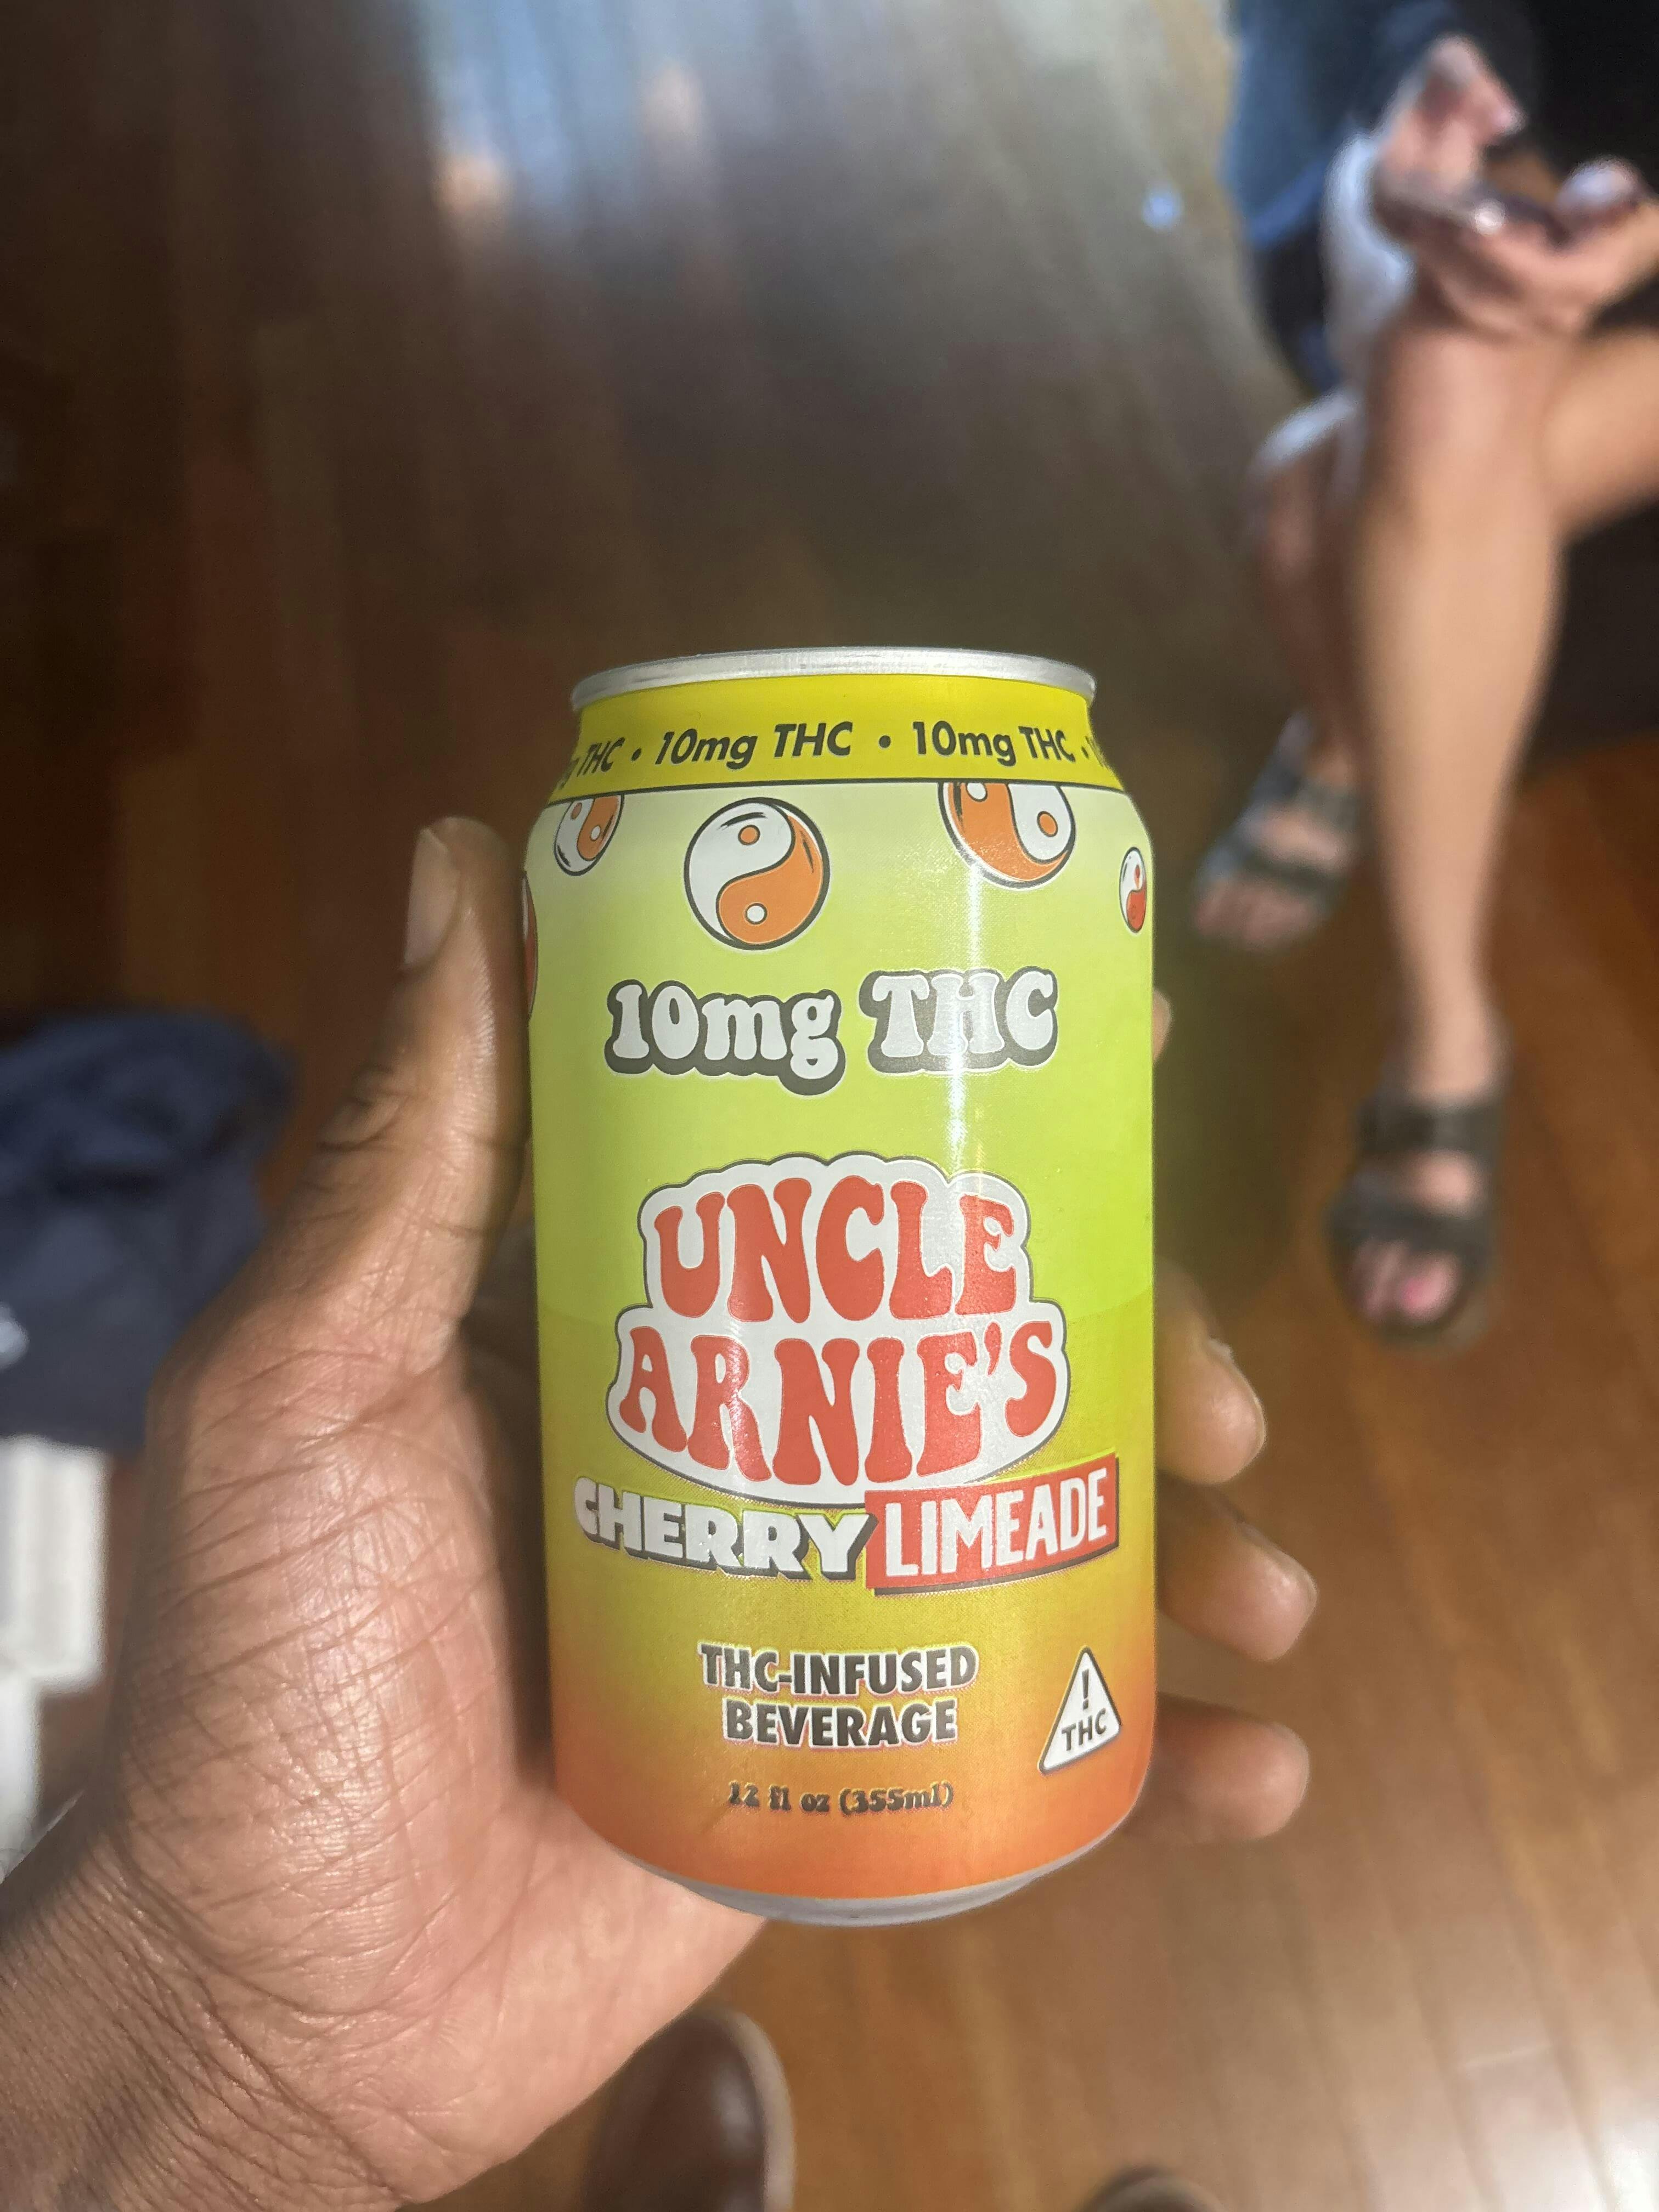 THC • 10mg THC • 10mg THC •
10mg THC
UNCLE
ARNIE'S
CHERRY LIMEADE
THC-INFUSED
BEVERAGE
!
THC
12 fl oz (355ml)